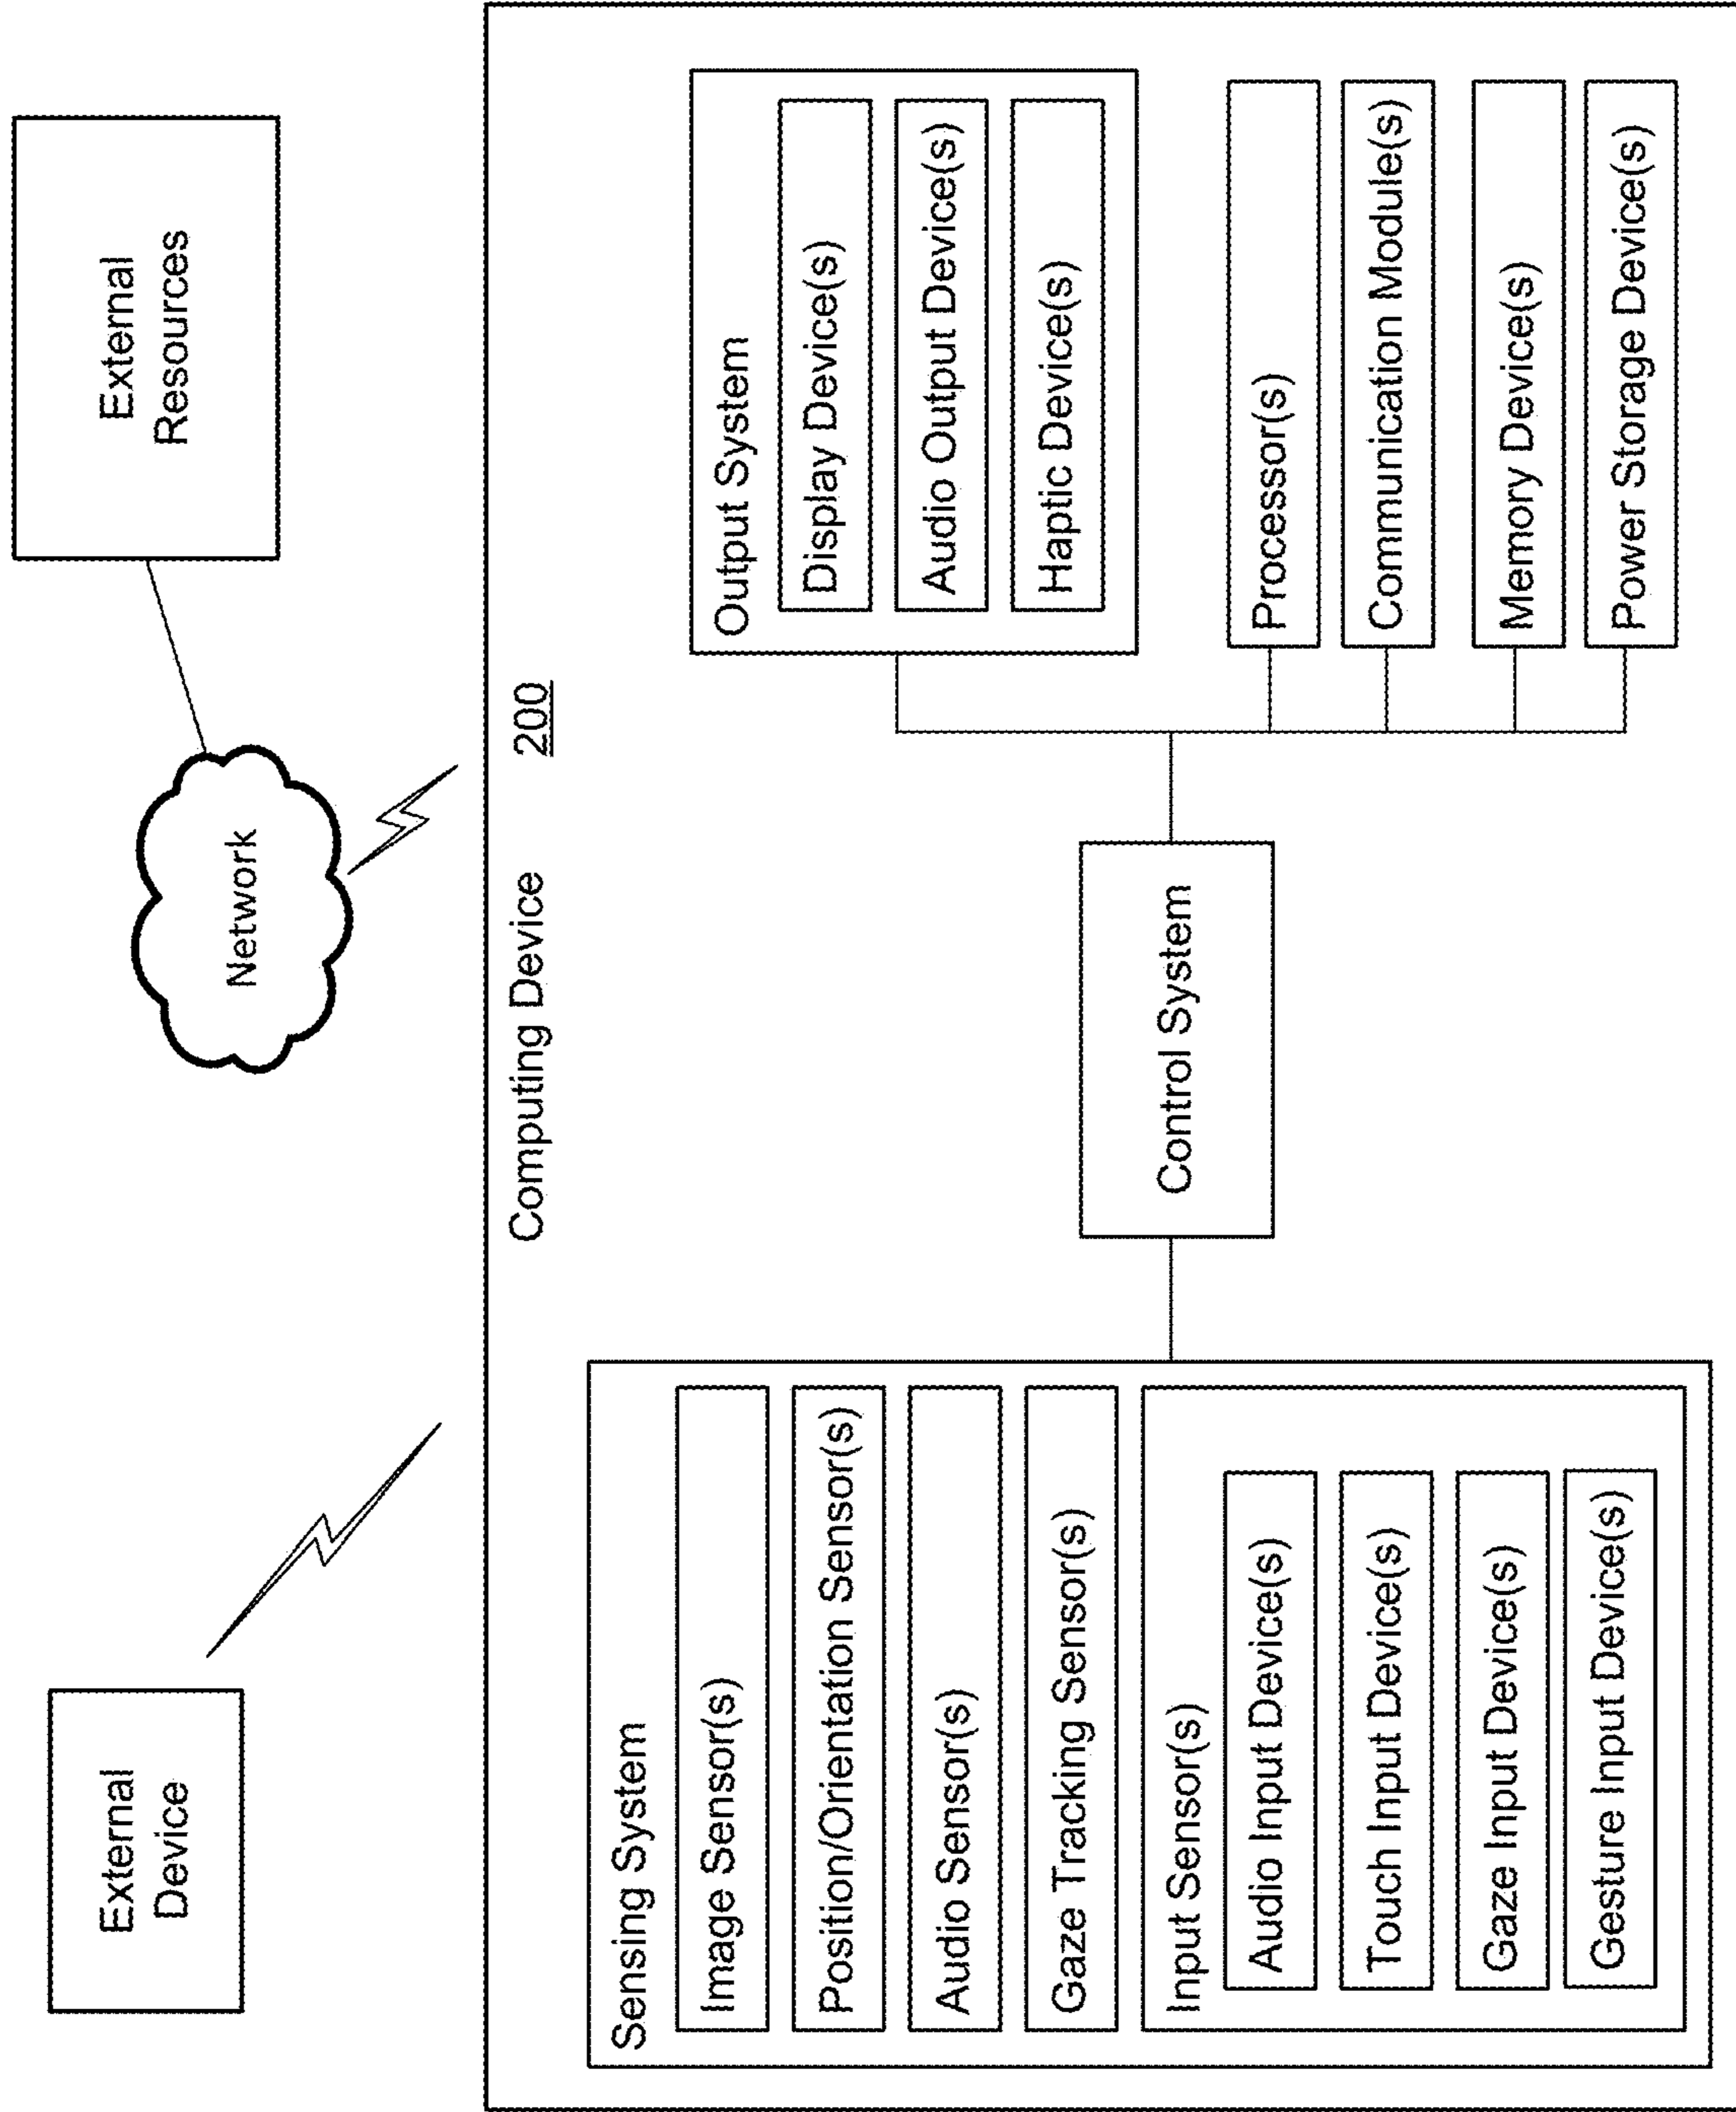 External
Device
Network
External
Resources
Computing Device 200
Sensing System
Image Sensor(s)
Position/Orientation Sensor(s)
Audio Sensor(s)
Gaze Tracking Sensor(s)
Input Sensor(s)
Audio Input Device(s)
Touch Input Device(s)
Gaze Input Device(s)
Gesture Input Device(s)
Control System
Output System
Display Device(s)
Audio Output Device(s)
Haptic Device(s)
Processor(s)
Communication Module(s)
Memory Device(s)
Power Storage Device(s)